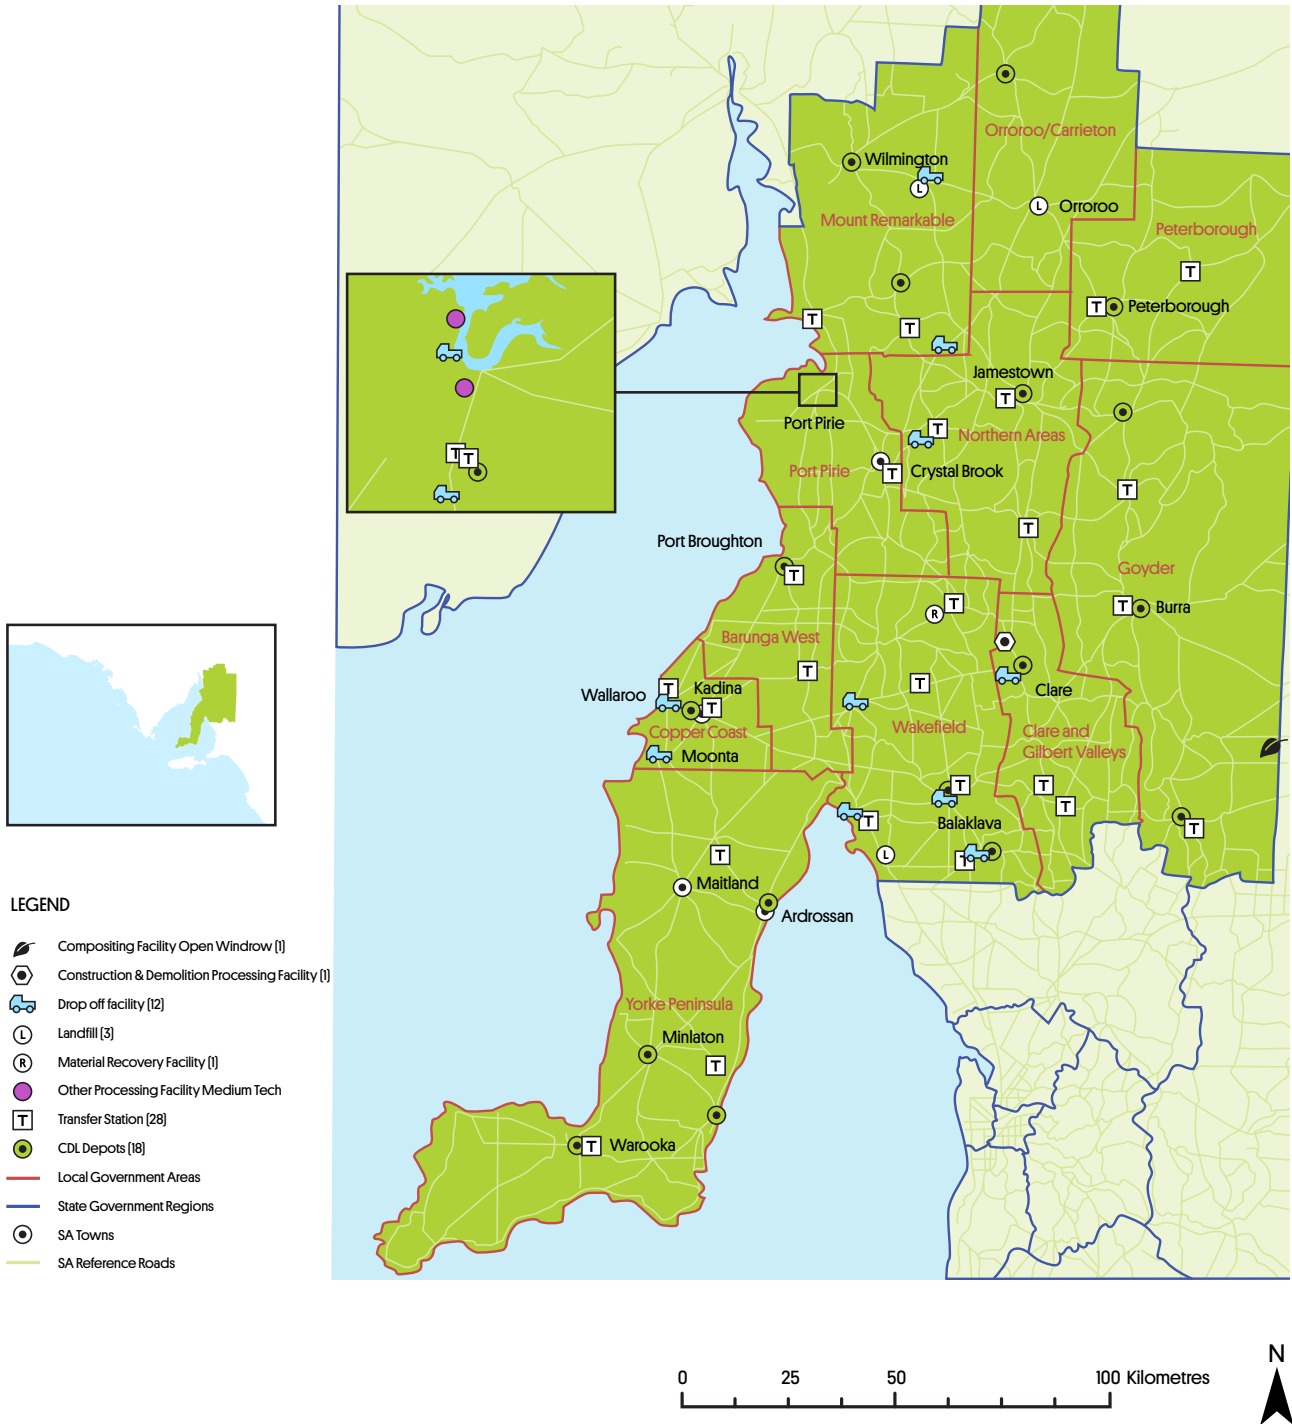 Orroroo/Carrieton
Wilmington
L
Mount Remarkable
L
Orroroo
Peterborough
T
T
Peterborough
T
T
Jamestown
T
Port Pirie
T
Northern Areas
Port Pirie
T
Crystal Brook
T
T
T
T
Port Broughton
T
Goyder
R
T
T
Burra
Barunga West
T
T
Wallaroo
T
Kadina
T
Clare
Copper Coast
Wakefield
Clare and
Gilbert Valleys
Moonta
T
T
T
T
Balaklava
T
L
T
T
Maitland
Ardrossan
Yorke Peninsula
Minlaton
T
T
Warooka
LEGEND
Compositing Facility Open Windrow (1)
Construction & Demolition Processing Facility (1)
Drop off facility (12)
L Landfill (3)
R Material Recovery Facility (1)
Other Processing Facility Medium Tech
T Transfer Station (28)
CDL Depots (18)
Local Government Areas
State Government Regions
SA Towns
SA Reference Roads
0 25 50 100 Kilometres
N